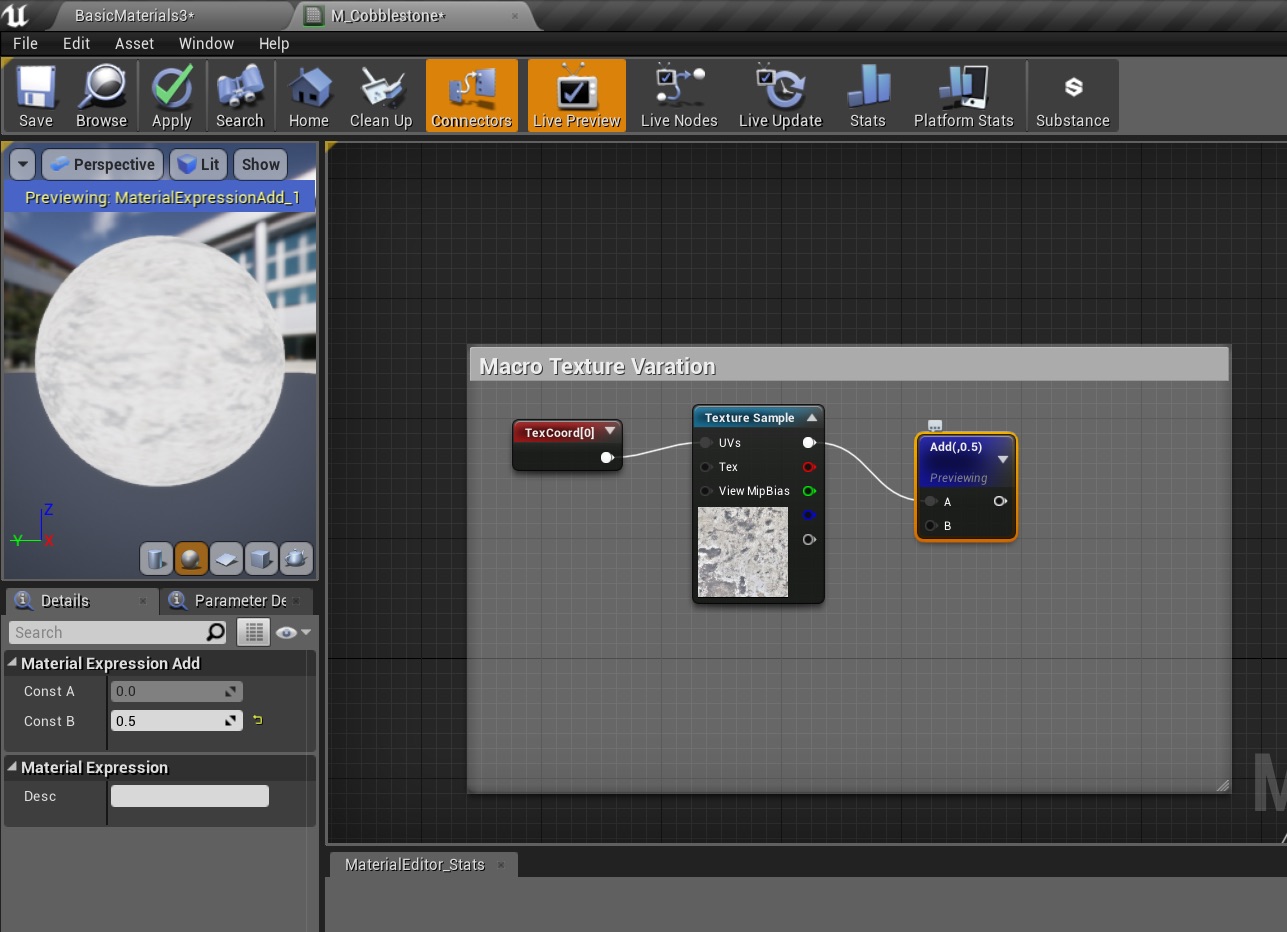 BasicMaterials3*
M_Cobblestone*
File Edit Asset Window Help
Save Browse Apply Search Home Clean Up Connectors Live Preview Live Nodes Live Update Stats Platform Stats Substance
Perspective Lit Show
Previewing: MaterialExpressionAdd_1
Macro Texture Varation
TexCoord[0]
Texture Sample
UVs
Tex
View MipBias
Add(,0.5)
Previewing
A
B
Z
Y X
Details
Parameter De
Search
Material Expression Add
Const A 0.0
Const B 0.5
Material Expression
Desc
M
MaterialEditor_Stats